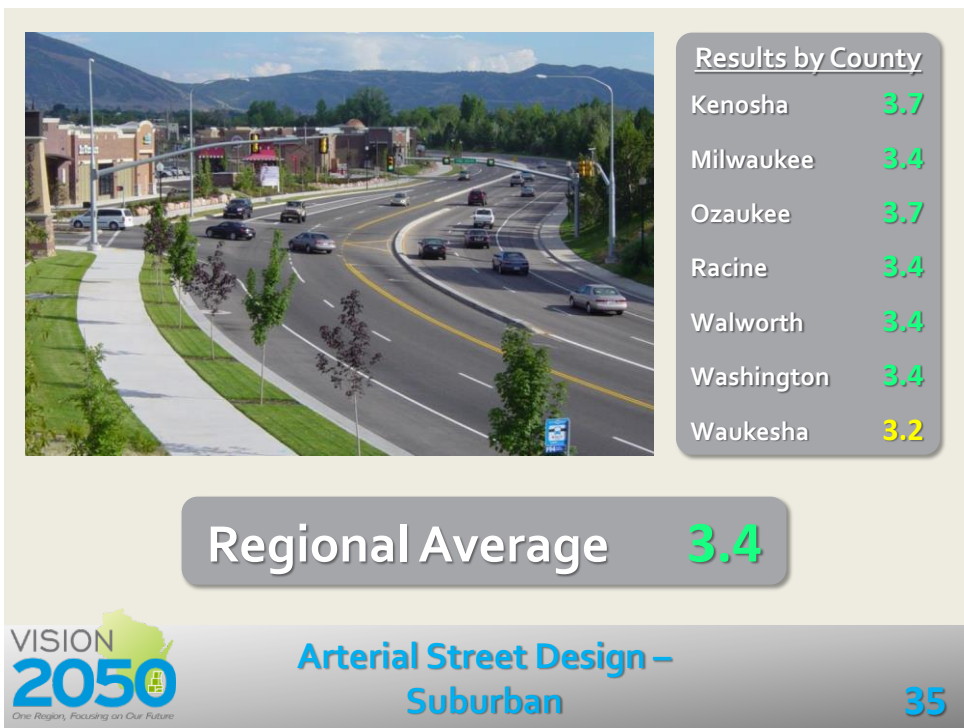 Results by County
Kenosha 3.7
Milwaukee 3.4
Ozaukee 3.7
Racine 3.4
Walworth 3.4
Washington 3.4
Waukesha 3.2
Regional Average 3.4
VISION
2050
One Region, Focusing on Our Future
Arterial Street Design –
Suburban
35